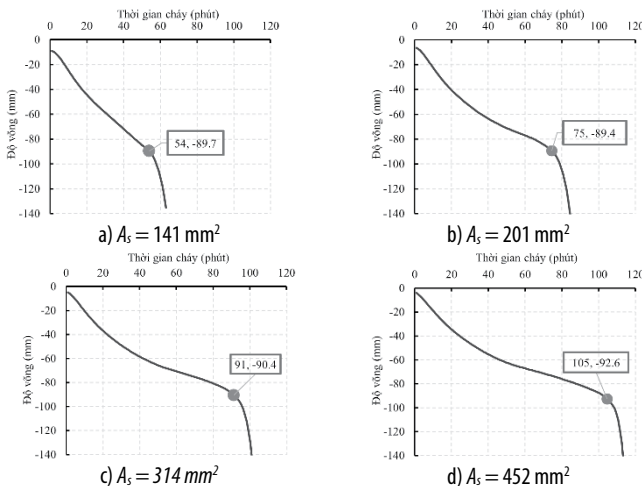 Thời gian cháy (phút)
0 20 40 60 80 100 120
0
-20
-40
-60
-80
-100
-120
-140
Độ võng (mm)
54, -89.7
a) Aₛ = 141 mm²
Thời gian cháy (phút)
0 20 40 60 80 100 120
0
-20
-40
-60
-80
-100
-120
-140
Độ võng (mm)
75, -89.4
b) Aₛ = 201 mm²
Thời gian cháy (phút)
0 20 40 60 80 100 120
0
-20
-40
-60
-80
-100
-120
-140
Độ võng (mm)
91, -90.4
c) Aₛ = 314 mm²
Thời gian cháy (phút)
0 20 40 60 80 100 120
0
-20
-40
-60
-80
-100
-120
-140
Độ võng (mm)
105, -92.6
d) Aₛ = 452 mm²